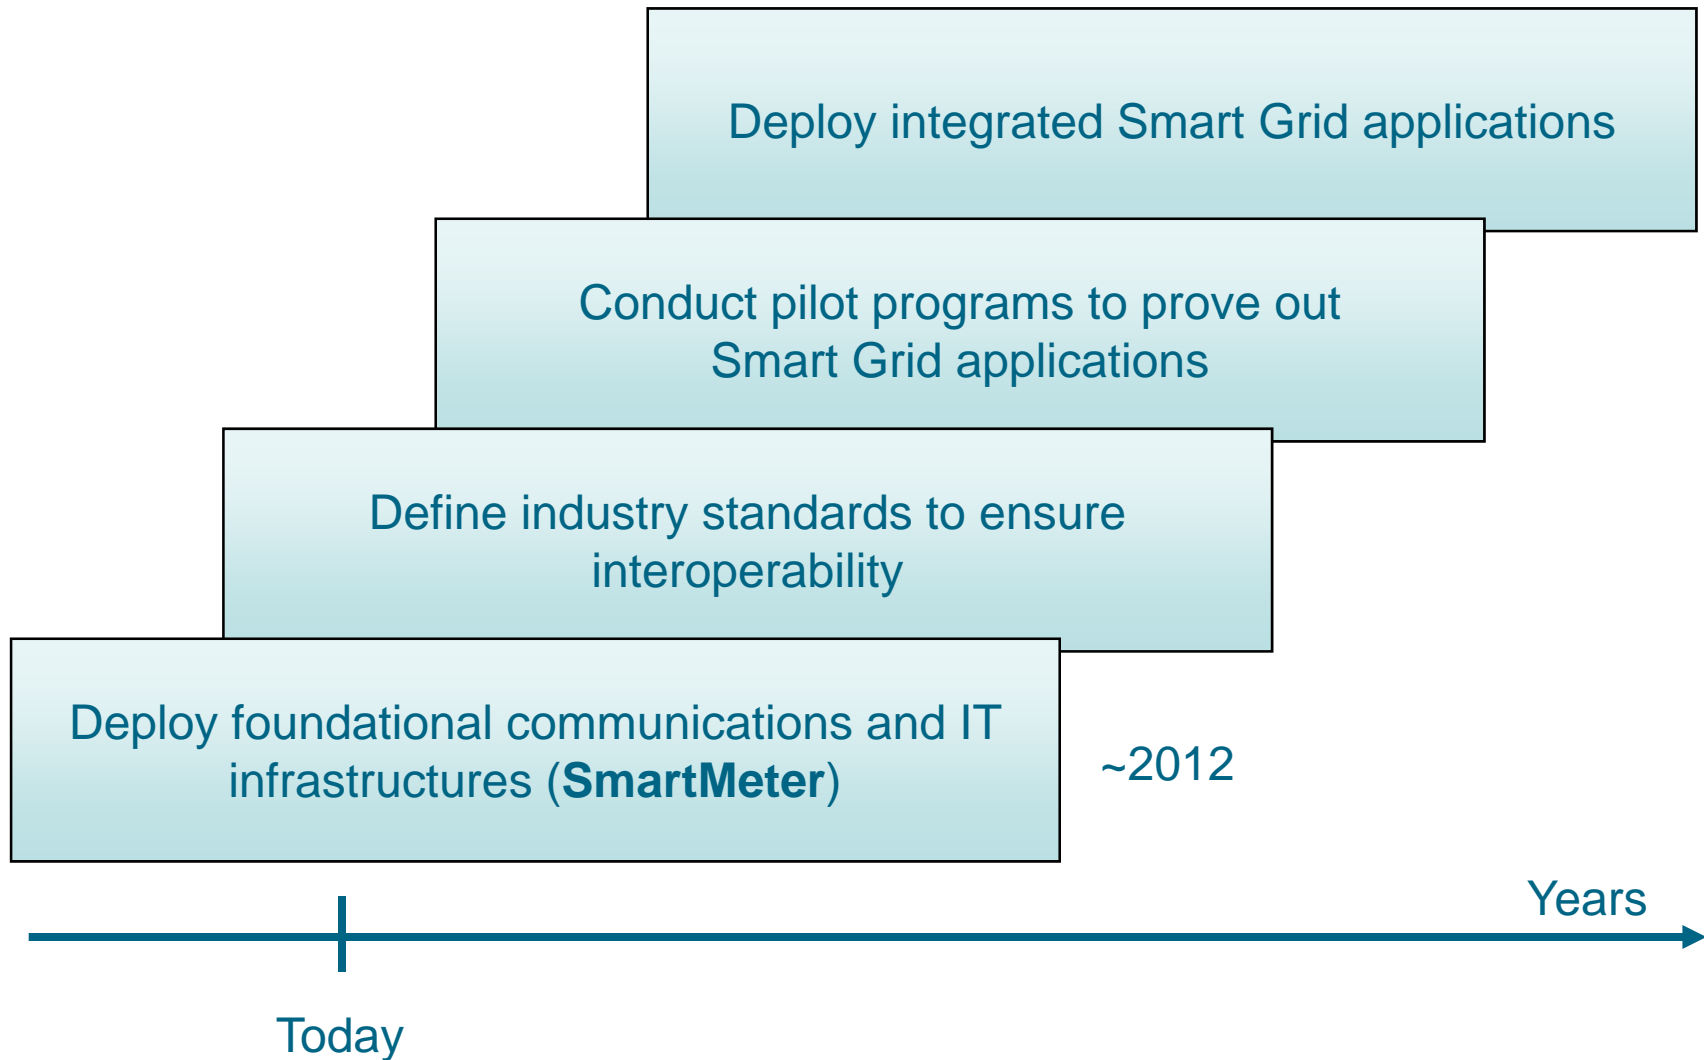 Deploy integrated Smart Grid applications
Conduct pilot programs to prove out
Smart Grid applications
Define industry standards to ensure
interoperability
Deploy foundational communications and IT
infrastructures (SmartMeter)
~2012
Years
Today